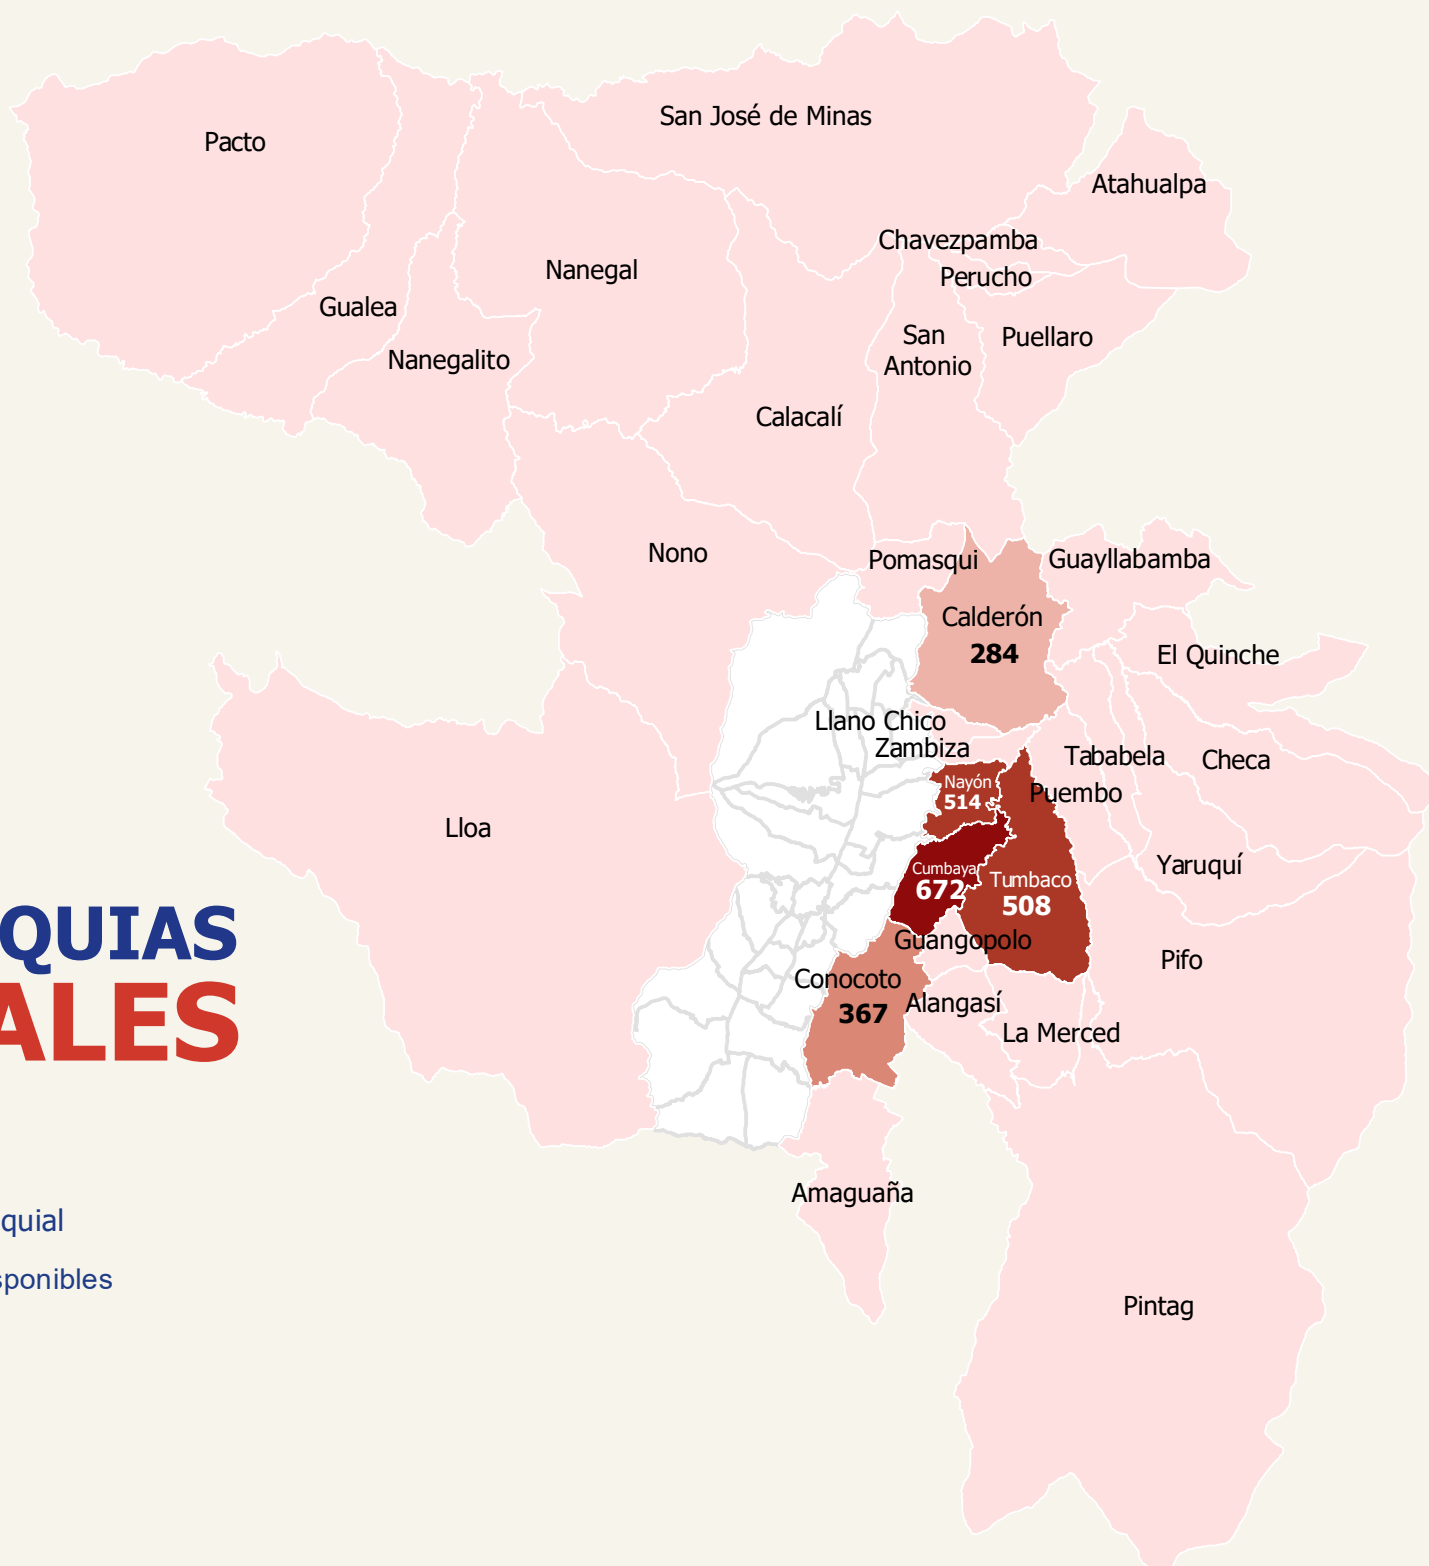 San José de Minas
Pacto
Atahualpa
Chavezpamba
Nanegal
Perucho
Gualea
San
Antonio
Puellaro
Nanegalito
Calacalí
Nono
Pomasqui
Guayllabamba
Calderón
284
El Quinche
Llano Chico
Zambiza
Tababela
Checa
Nayón
514
Puembo
Lloa
Cumbaya
672
Tumbaco
508
Yaruquí
QUIAS
ALES
Guangopolo
Pifo
Conocoto
367
Alangasí
La Merced
Amaguaña
quial
sponibles
Pintag